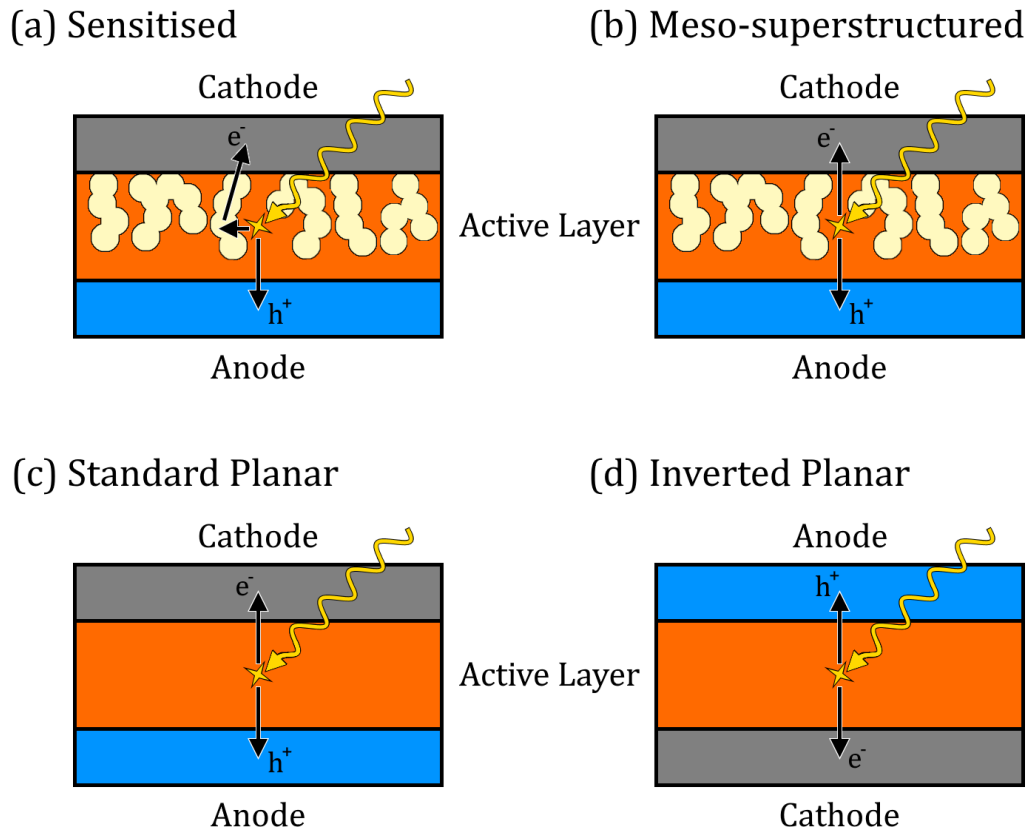 (a) Sensitised
(b) Meso-superstructured
Cathode
Cathode
e⁻
e⁻
Active Layer
h⁺
h⁺
Anode
Anode
(c) Standard Planar
(d) Inverted Planar
Cathode
Anode
e⁻
h⁺
Active Layer
h⁺
e⁻
Anode
Cathode